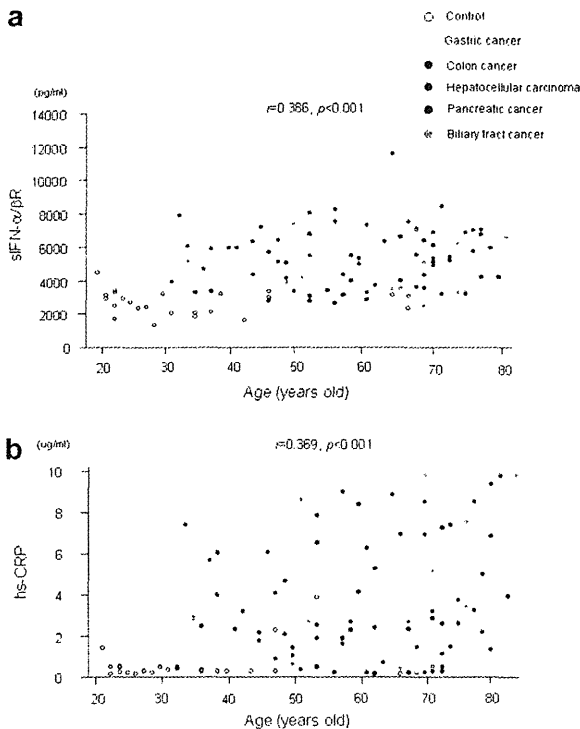 a
Control
Gastric cancer
Colon cancer
Hepatocellular carcinoma
Pancreatic cancer
Biliary tract cancer
(pg/ml)
r=0.386, p<0.001
14000
12000
10000
8000
6000
4000
2000
0
sIFN-α/βR
20 30 40 50 60 70 80
Age (years old)
b
(ug/ml)
r=0.369, p<0.001
10
8
6
4
2
0
hs-CRP
20 30 40 50 60 70 80
Age (years old)